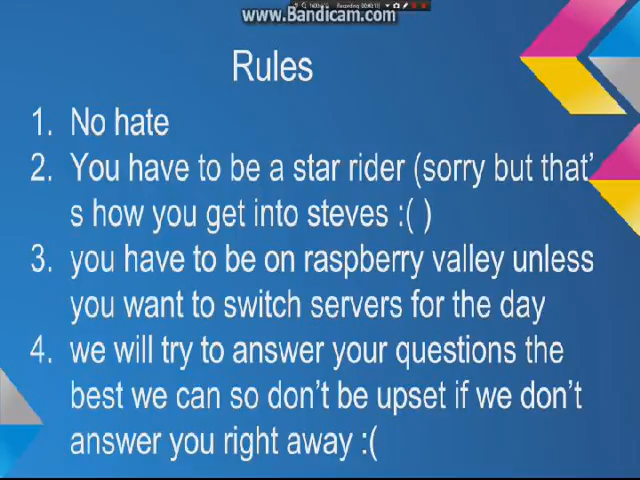 www.Bandicam.com
Rules
1. No hate
2. You have to be a star rider (sorry but that'
s how you get into steves :( )
3. you have to be on raspberry valley unless
you want to switch servers for the day
4. we will try to answer your questions the
best we can so don't be upset if we don't
answer you right away :(